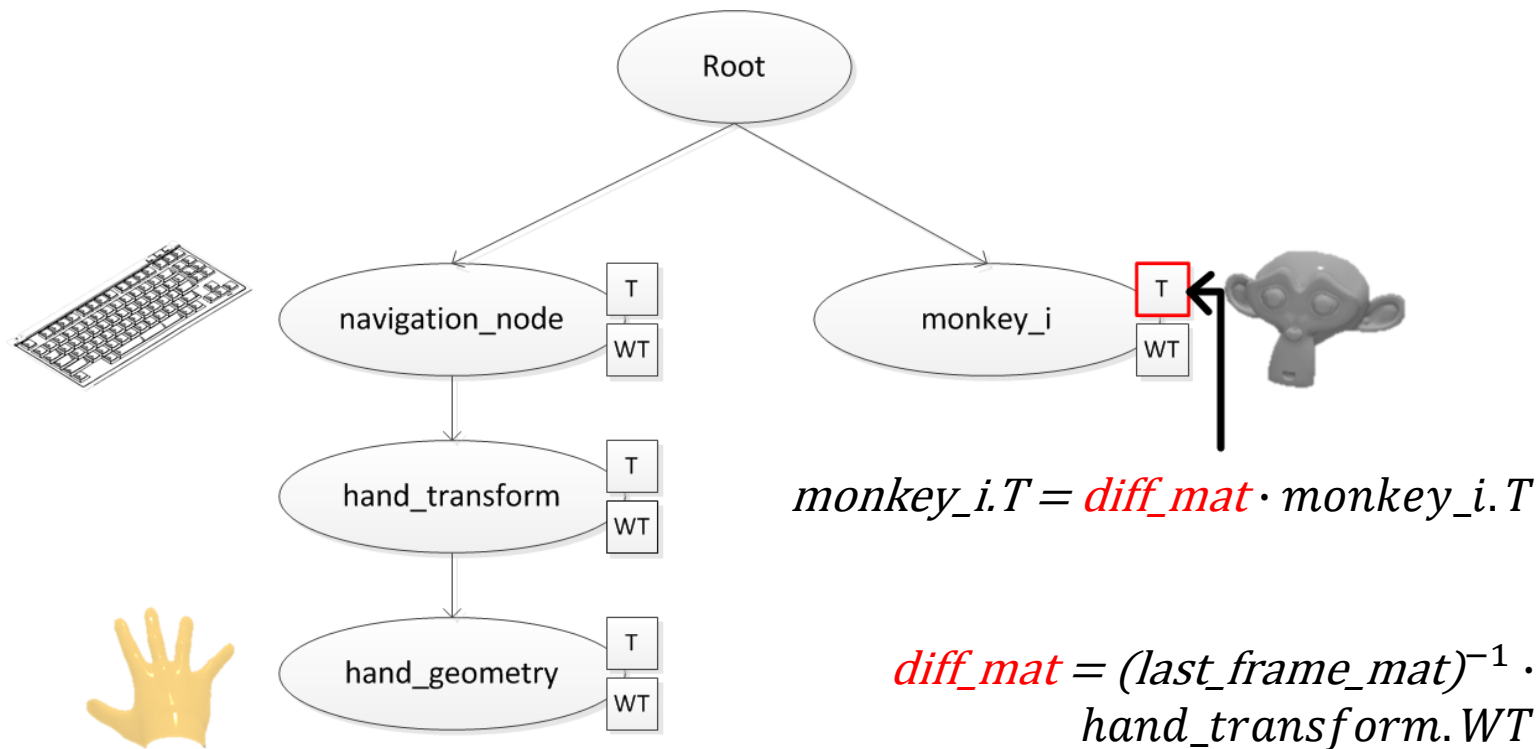 Root
navigation_node
T
WT
monkey_i
T
WT
hand_transform
T
WT
monkey_i.T = diff_mat · monkey_i.T
hand_geometry
T
WT
diff_mat = (last_frame_mat)⁻¹ ·
hand_transform.WT